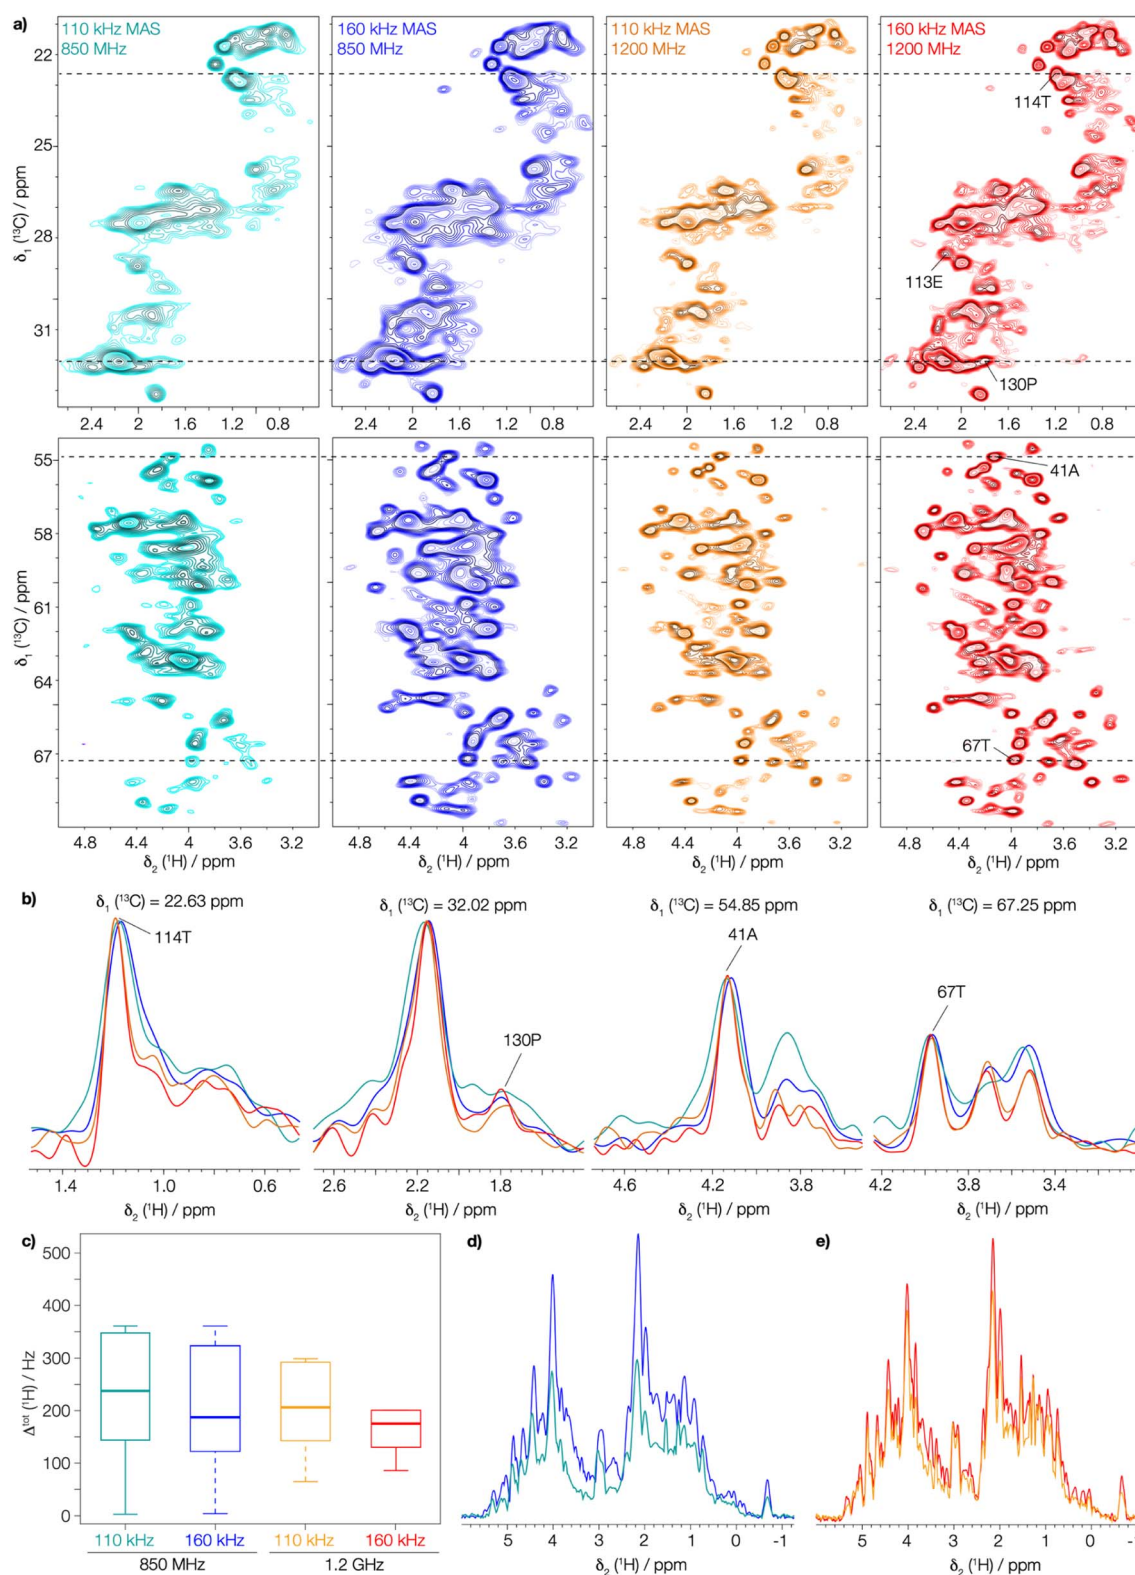 a)
110 kHz MAS
850 MHz
160 kHz MAS
850 MHz
110 kHz MAS
1200 MHz
160 kHz MAS
1200 MHz
22
25
28
31
δ₁ (¹³C) / ppm
114T
113E
130P
2.4 2 1.6 1.2 0.8
2.4 2 1.6 1.2 0.8
2.4 2 1.6 1.2 0.8
2.4 2 1.6 1.2 0.8
55
58
61
64
67
δ₁ (¹³C) / ppm
41A
67T
4.8 4.4 4 3.6 3.2
4.8 4.4 4.0 3.6 3.2
4.8 4.4 4 3.6 3.2
4.8 4.4 4.0 3.6 3.2
δ₂ (¹H) / ppm
δ₂ (¹H) / ppm
δ₂ (¹H) / ppm
δ₂ (¹H) / ppm
b)
δ₁ (¹³C) = 22.63 ppm
δ₁ (¹³C) = 32.02 ppm
δ₁ (¹³C) = 54.85 ppm
δ₁ (¹³C) = 67.25 ppm
114T
130P
41A
67T
1.4 1.0 0.6
2.6 2.2 1.8
4.6 4.2 3.8
4.2 3.8 3.4
δ₂ (¹H) / ppm
δ₂ (¹H) / ppm
δ₂ (¹H) / ppm
δ₂ (¹H) / ppm
c)
500
400
300
200
100
0
Δᵗᵒᵗ (¹H) / Hz
110 kHz 160 kHz 110 kHz 160 kHz
850 MHz 1.2 GHz
d)
5 4 3 2 1 0 -1
δ₂ (¹H) / ppm
e)
5 4 3 2 1 0 -1
δ₂ (¹H) / ppm